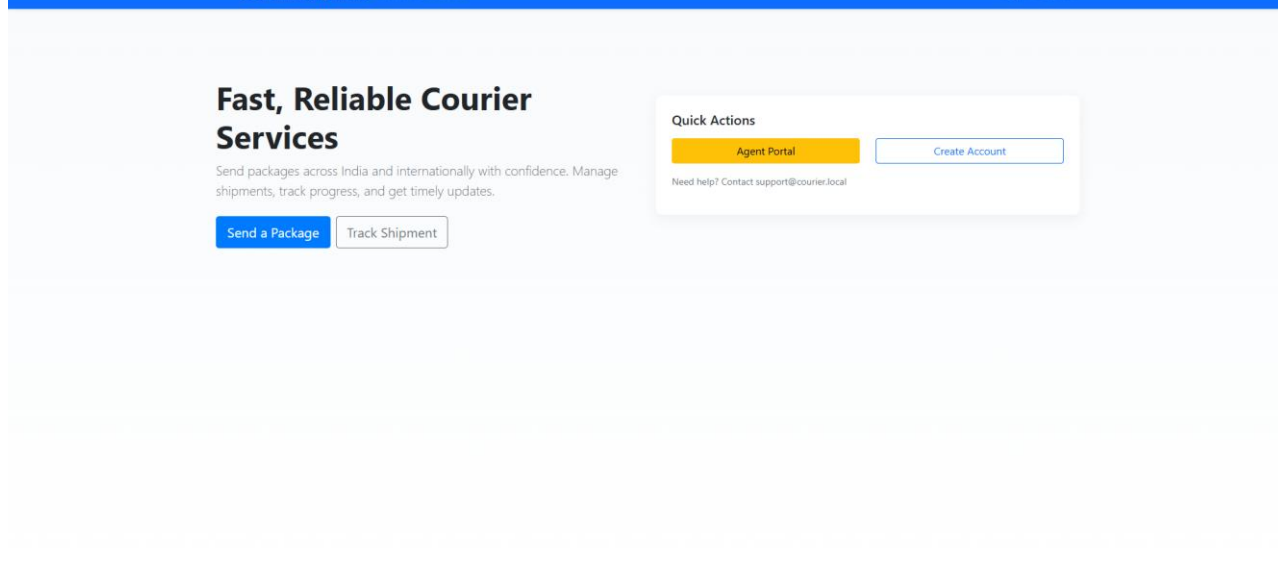 Fast, Reliable Courier
Services
Send packages across India and internationally with confidence. Manage
shipments, track progress, and get timely updates.
Send a Package
Track Shipment
Quick Actions
Agent Portal
Create Account
Need help? Contact support@courier.local